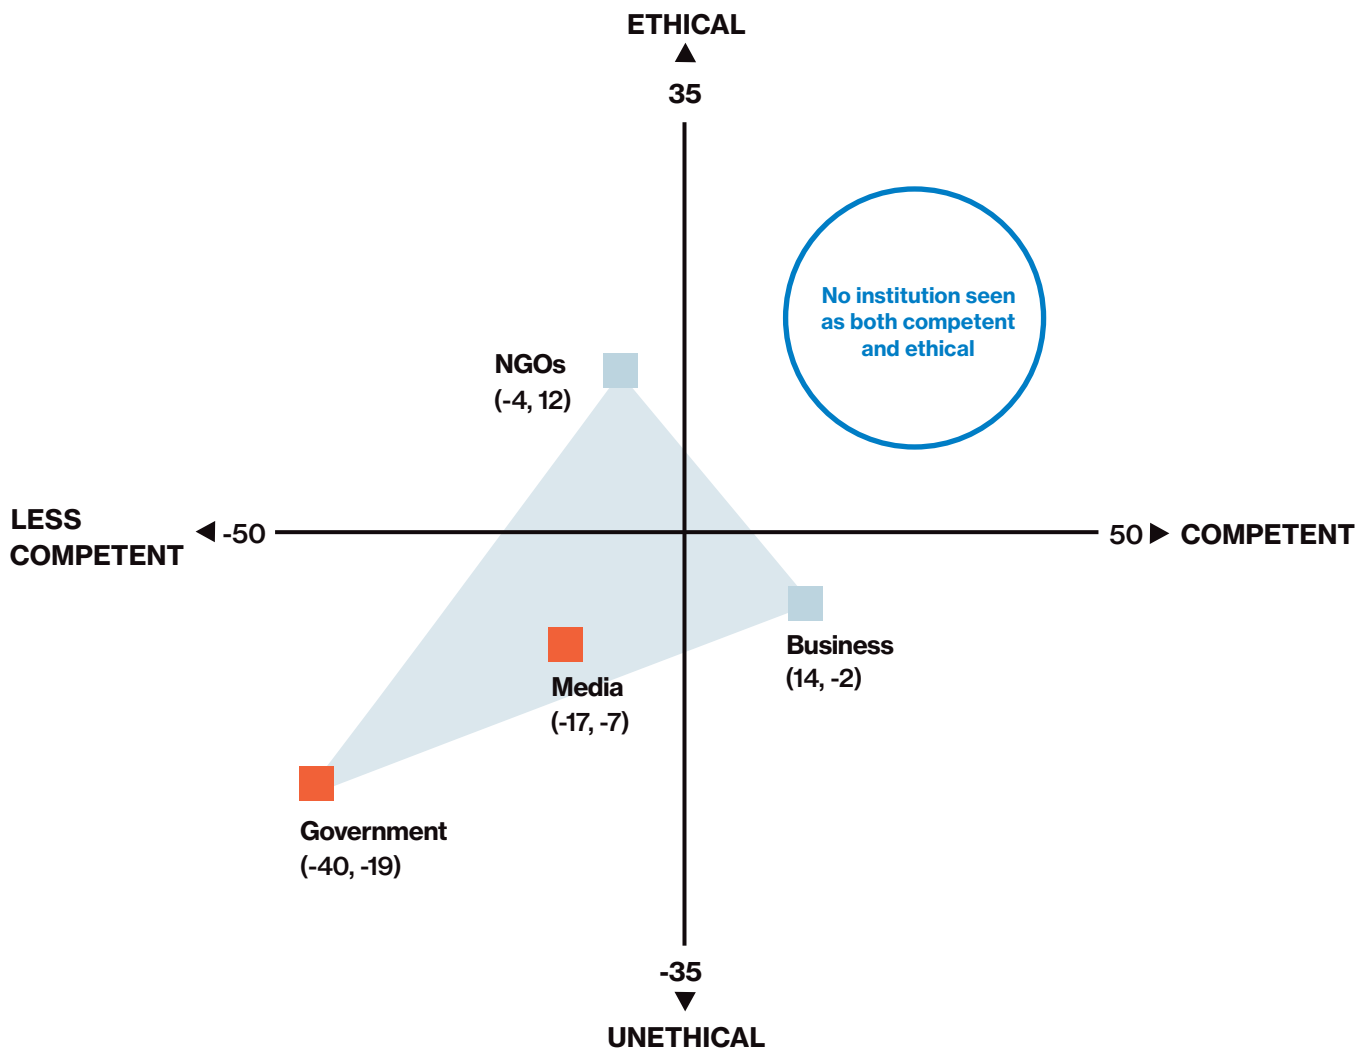 ETHICAL
35
No institution seen
as both competent
and ethical
NGOs
(-4, 12)
LESS
COMPETENT
-50
50
COMPETENT
Business
(14, -2)
Media
(-17, -7)
Government
(-40, -19)
-35
UNETHICAL